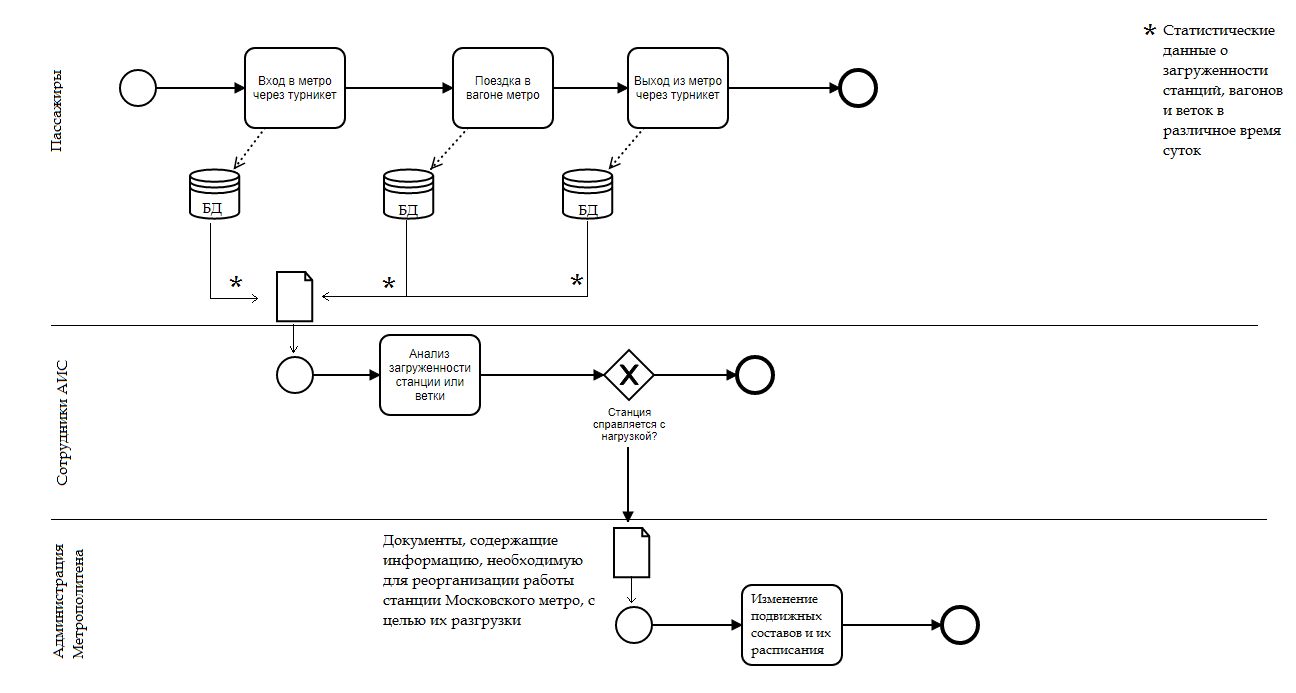 Пассажиры
Вход в метро
через турникет
Поездка в
вагоне метро
Выход из метро
через турникет
* Статистические
данные о
загруженности
станций, вагонов
и веток в
различное время
суток
БД
БД
БД
*
*
*
Сотрудники АИС
Анализ
загруженности
станции или
ветки
X
Станция
справляется с
нагрузкой?
Администрация
Метрополитена
Документы, содержащие
информацию, необходимую
для реорганизации работы
станции Московского метро, с
целью их разгрузки
Изменение
подвижных
составов и их
расписания